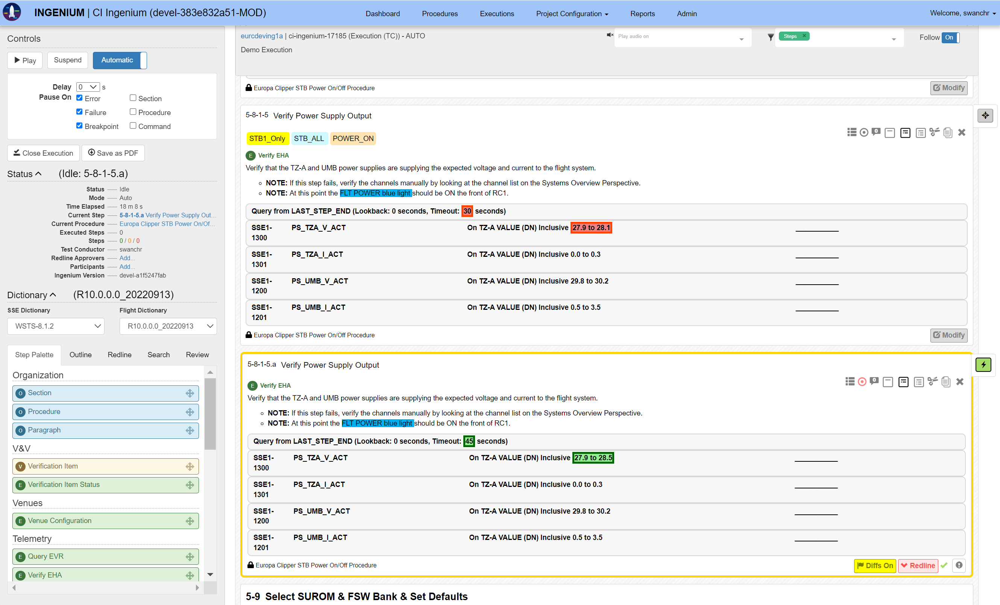 INGENIUM | CI Ingenium (devel-383e832a51-MOD)
Dashboard Procedures Executions Project Configuration Reports Admin
Welcome, swanchr
Controls
Play Suspend Automatic
Delay 0 s
Pause On Error Section
Failure Procedure
Breakpoint Command
Close Execution Save as PDF
Status (Idle: 5-8-1-5.a)
Status Idle
Mode Auto
Time Elapsed 18 m 8 s
Current Step 5-8-1-5.a Verify Power Supply Out...
Current Procedure Europa Clipper STB Power On/Of...
Executed Steps 0
Steps 0 / 0 / 0
Test Conductor swanchr
Redline Approvers Add...
Participants Add...
Ingenium Version devel-a1f5247fab
Dictionary (R10.0.0.0_20220913)
SSE Dictionary Flight Dictionary
WSTS-8.1.2 R10.0.0.0_20220913
Step Palette Outline Redline Search Review
Organization
O Section
O Procedure
O Paragraph
V&V
V Verification Item
E Verification Item Status
Venues
E Venue Configuration
Telemetry
E Query EVR
E Verify EHA
eurcdeving1a | ci-ingenium-17185 (Execution (TC)) - AUTO
Play audio on
Steps ×
Follow On
Demo Execution
Europa Clipper STB Power On/Off Procedure
Modify
5-8-1-5 Verify Power Supply Output
STB1_Only STB_ALL POWER_ON
0
E Verify EHA
Verify that the TZ-A and UMB power supplies are supplying the expected voltage and current to the flight system.
NOTE: If this step fails, verify the channels manually by looking at the channel list on the Systems Overview Perspective.
NOTE: At this point the FLT POWER blue light should be ON the front of RC1.
Query from LAST_STEP_END (Lookback: 0 seconds, Timeout: 30 seconds)
SSE1-1300 PS_TZA_V_ACT On TZ-A VALUE (DN) Inclusive 27.9 to 28.1
SSE1-1301 PS_TZA_I_ACT On TZ-A VALUE (DN) Inclusive 0.0 to 0.3
SSE1-1200 PS_UMB_V_ACT On TZ-A VALUE (DN) Inclusive 29.8 to 30.2
SSE1-1201 PS_UMB_I_ACT On TZ-A VALUE (DN) Inclusive 0.5 to 3.5
Europa Clipper STB Power On/Off Procedure
Modify
5-8-1-5.a Verify Power Supply Output
0
E Verify EHA
Verify that the TZ-A and UMB power supplies are supplying the expected voltage and current to the flight system.
NOTE: If this step fails, verify the channels manually by looking at the channel list on the Systems Overview Perspective.
NOTE: At this point the FLT POWER blue light should be ON the front of RC1.
Query from LAST_STEP_END (Lookback: 0 seconds, Timeout: 45 seconds)
SSE1-1300 PS_TZA_V_ACT On TZ-A VALUE (DN) Inclusive 27.9 to 28.5
SSE1-1301 PS_TZA_I_ACT On TZ-A VALUE (DN) Inclusive 0.0 to 0.3
SSE1-1200 PS_UMB_V_ACT On TZ-A VALUE (DN) Inclusive 29.8 to 30.2
SSE1-1201 PS_UMB_I_ACT On TZ-A VALUE (DN) Inclusive 0.5 to 3.5
Europa Clipper STB Power On/Off Procedure
Diffs On Redline
5-9 Select SUROM & FSW Bank & Set Defaults